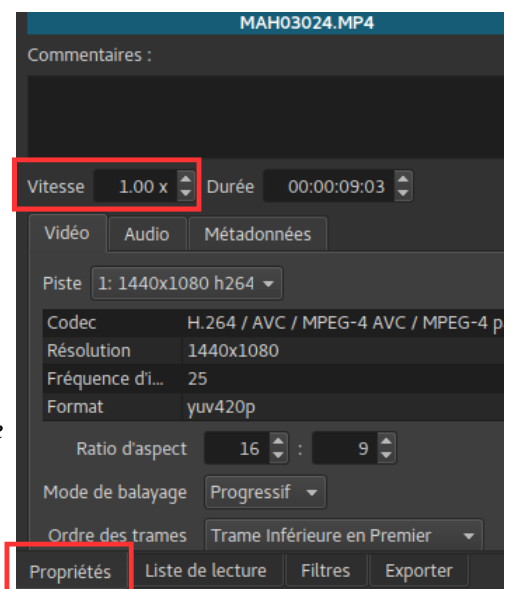 MAH03024.MP4
Commentaires :
Vitesse 1.00 x Durée 00:00:09:03
Vidéo Audio Métadonnées
Piste 1: 1440x1080 h264
Codec H.264 / AVC / MPEG-4 AVC / MPEG-4 p
Résolution 1440x1080
Fréquence d'i... 25
Format yuv420p
Ratio d'aspect 16 : 9
Mode de balayage Progressif
Ordre des trames Trame Inférieure en Premier
Propriétés Liste de lecture Filtres Exporter